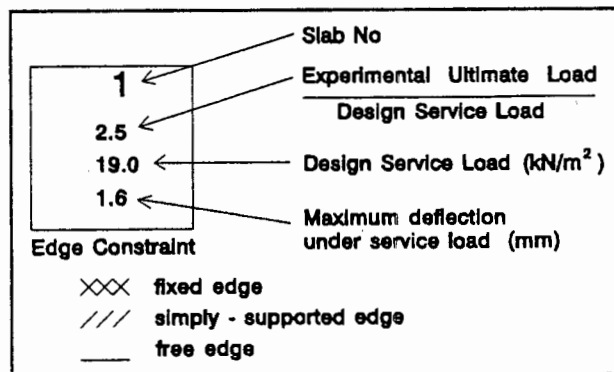 Slab No
1
Experimental Ultimate Load
Design Service Load
2.5
19.0
Design Service Load (kN/m²)
1.6
Maximum deflection
under service load (mm)
Edge Constraint
fixed edge
simply - supported edge
free edge